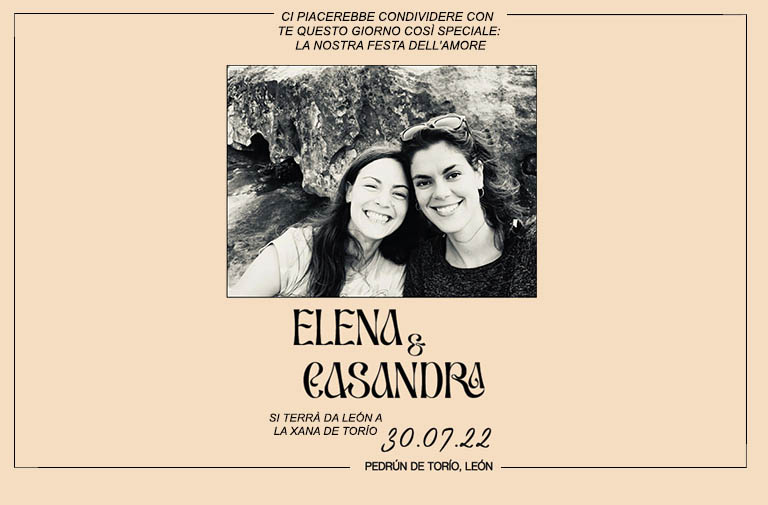 CI PIACEREBBE CONDIVIDERE CON
TE QUESTO GIORNO COSÌ SPECIALE:
LA NOSTRA FESTA DELL'AMORE
ELENA &
CASANDRA
SI TERRÀ DA LEÓN A
LA XANA DE TORÍO
30.07.22
PEDRÚN DE TORÍO, LEÓN